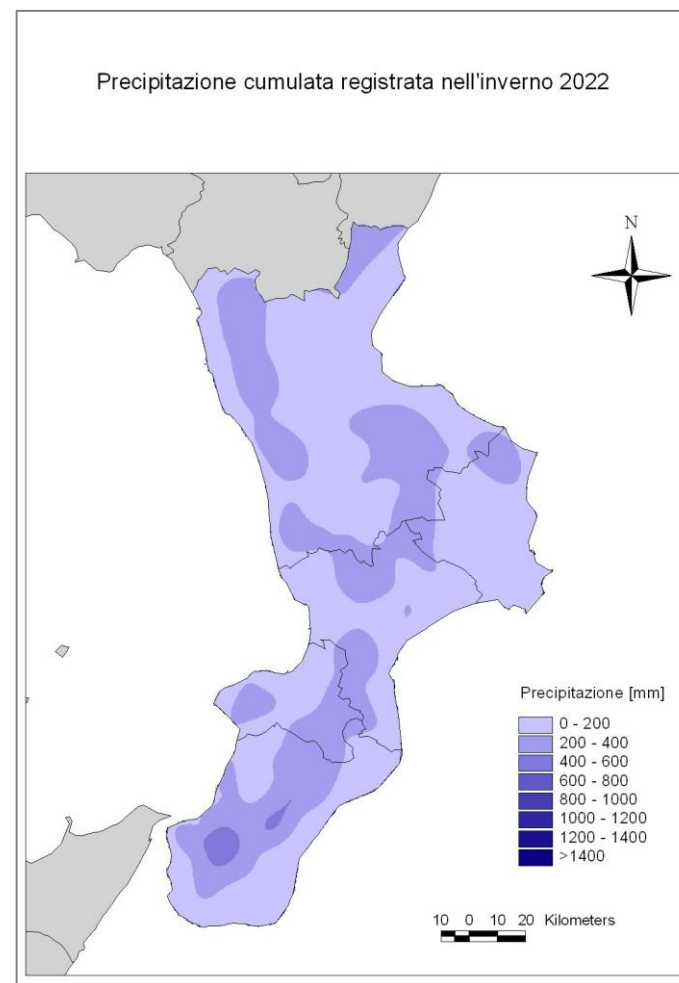 Precipitazione cumulata registrata nell'inverno 2022
N
Precipitazione [mm]
0 - 200
200 - 400
400 - 600
600 - 800
800 - 1000
1000 - 1200
1200 - 1400
>1400
10 0 10 20 Kilometers